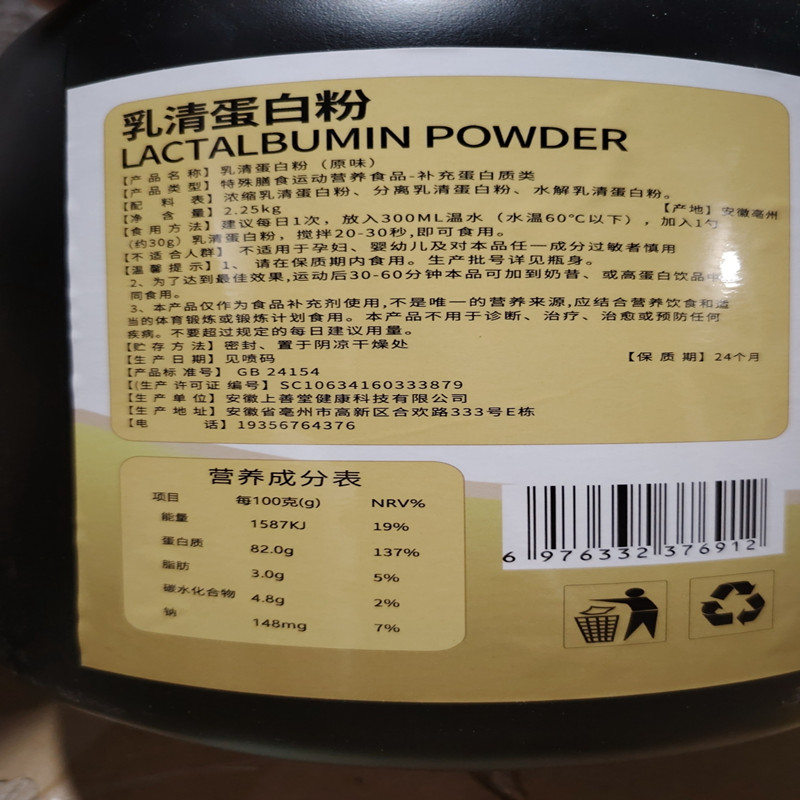 乳清蛋白粉
LACTALBUMIN POWDER
【产品名称】乳清蛋白粉（原味）
【产品类型】特殊膳食运动营养食品-补充蛋白质类
【配 料 表】浓缩乳清蛋白粉、分离乳清蛋白粉、水解乳清蛋白粉。
【净 含 量】2.25kg 【产地】安徽亳州
【食用方法】建议每日1次，放入300ML温水（水温60°C以下），加入1勺
(约30g) 乳清蛋白粉，搅拌20-30秒,即可食用。
【不适合人群】 不适用于孕妇、婴幼儿及对本品任一成分过敏者慎用
【温馨提示】1、 请在保质期内食用。生产批号详见瓶身。
2、为了达到最佳效果,运动后30-60分钟本品可加到奶昔、或高蛋白饮品中
同食用。
3、本产品仅作为食品补充剂使用,不是唯一的营养来源,应结合营养饮食和适
当的体育锻炼或锻炼计划食用。本产品不用于诊断、治疗、治愈或预防任何
疾病。不要超过规定的每日建议用量。
【贮存方法】密封、置于阴凉干燥处
【生产日期】见喷码 【保质期】24个月
【产品标准号】 GB 24154
【(生产许可证编号】SC10634160333879
【生产单位】安徽上善堂健康科技有限公司
【生产地址】安徽省亳州市高新区合欢路333号E栋
【电 话】19356764376
营养成分表
项目 每100克(g) NRV%
能量 1587KJ 19%
蛋白质 82.0g 137%
脂肪 3.0g 5%
碳水化合物 4.8g 2%
钠 148mg 7%
6 976332 376912